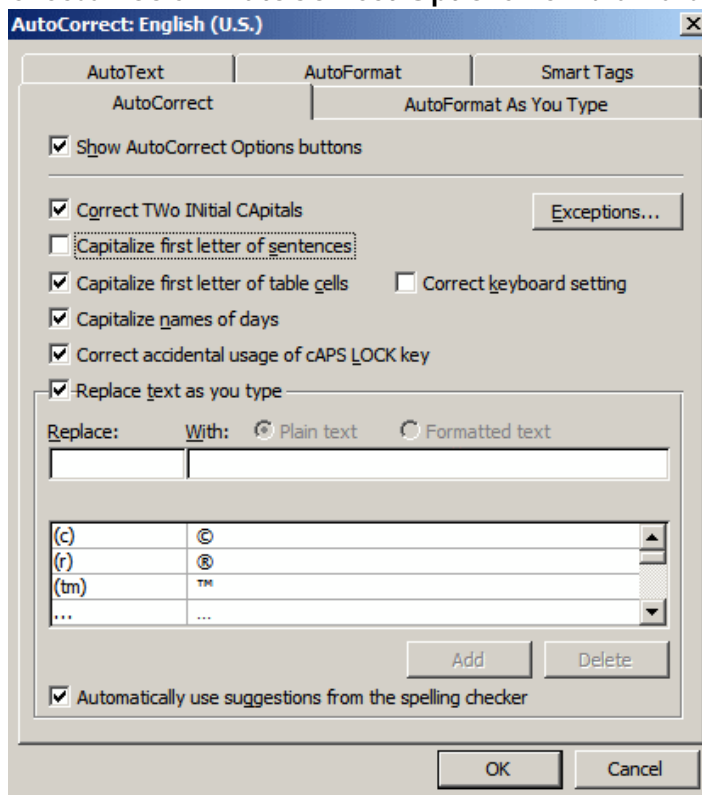 AutoCorrect: English (U.S.)
AutoText AutoFormat Smart Tags
AutoCorrect AutoFormat As You Type
Show AutoCorrect Options buttons
Correct TWo INitial CApitals Exceptions...
Capitalize first letter of sentences
Capitalize first letter of table cells Correct keyboard setting
Capitalize names of days
Correct accidental usage of cAPS LOCK key
Replace text as you type
Replace: With: Plain text Formatted text
(c) ©
(r) ®
(tm) ™
... …
Add Delete
Automatically use suggestions from the spelling checker
OK Cancel